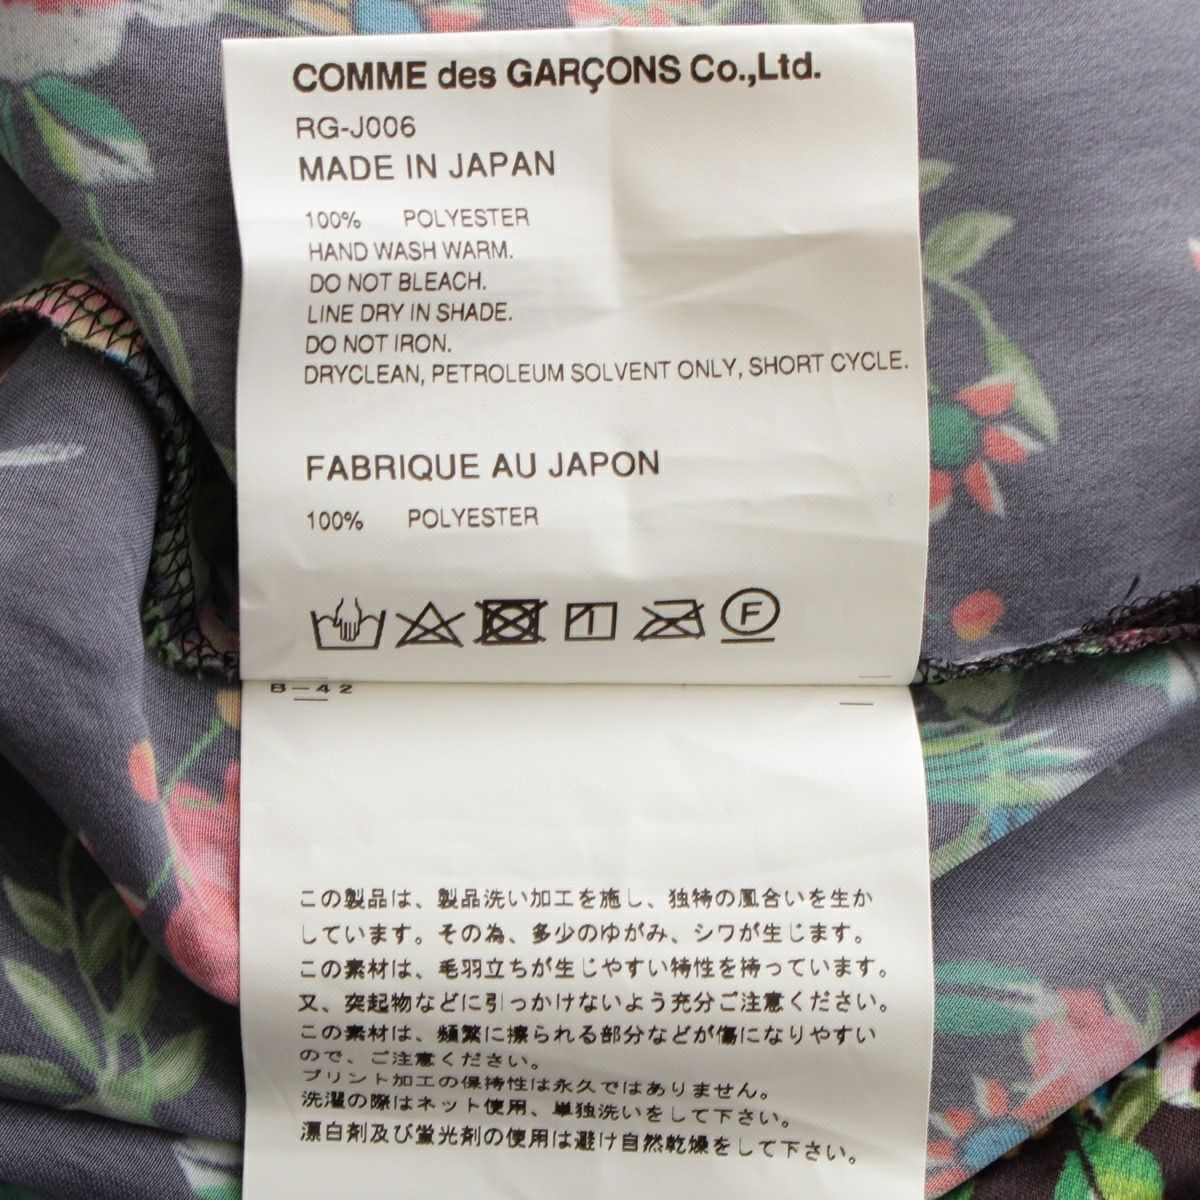 COMME des GARÇONS Co.,Ltd.
RG-J006
MADE IN JAPAN
100% POLYESTER
HAND WASH WARM.
DO NOT BLEACH.
LINE DRY IN SHADE.
DO NOT IRON.
DRYCLEAN, PETROLEUM SOLVENT ONLY, SHORT CYCLE.
FABRIQUE AU JAPON
100% POLYESTER
1 F
B-42
この製品は、製品洗い加工を施し、独特の風合いを生か
しています。その為、多少のゆがみ、シワが生じます。
この素材は、毛羽立ちが生じやすい特性を持っています。
又、突起物などに引っかけないよう充分ご注意ください。
この素材は、頻繁に擦られる部分などが傷になりやすい
ので、ご注意ください。
プリント加工の保持性は永久ではありません。
洗濯の際はネット使用、単独洗いをして下さい。
漂白剤及び蛍光剤の使用は避け自然乾燥をして下さい。